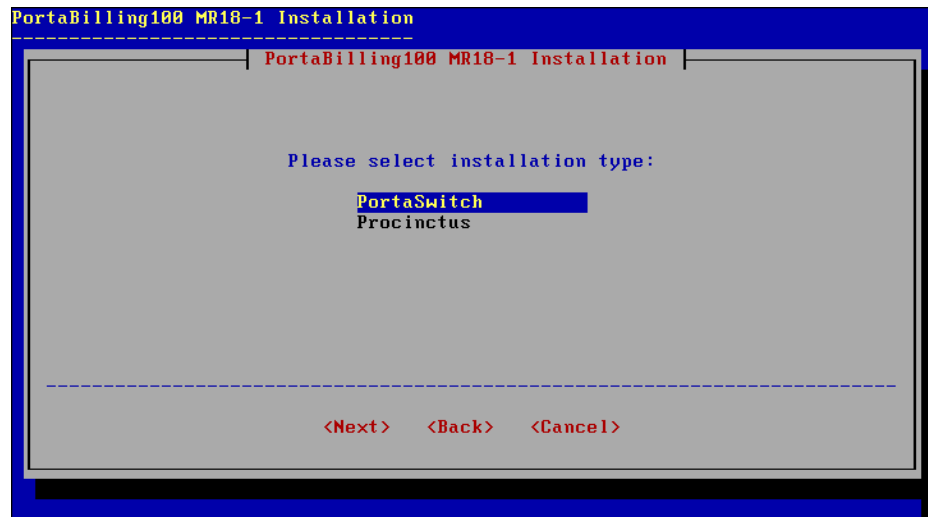 PortaBilling100 MR18-1 Installation
-----------------------------------
PortaBilling100 MR18-1 Installation
Please select installation type:
PortaSwitch
Procinctus
<Next> <Back> <Cancel>